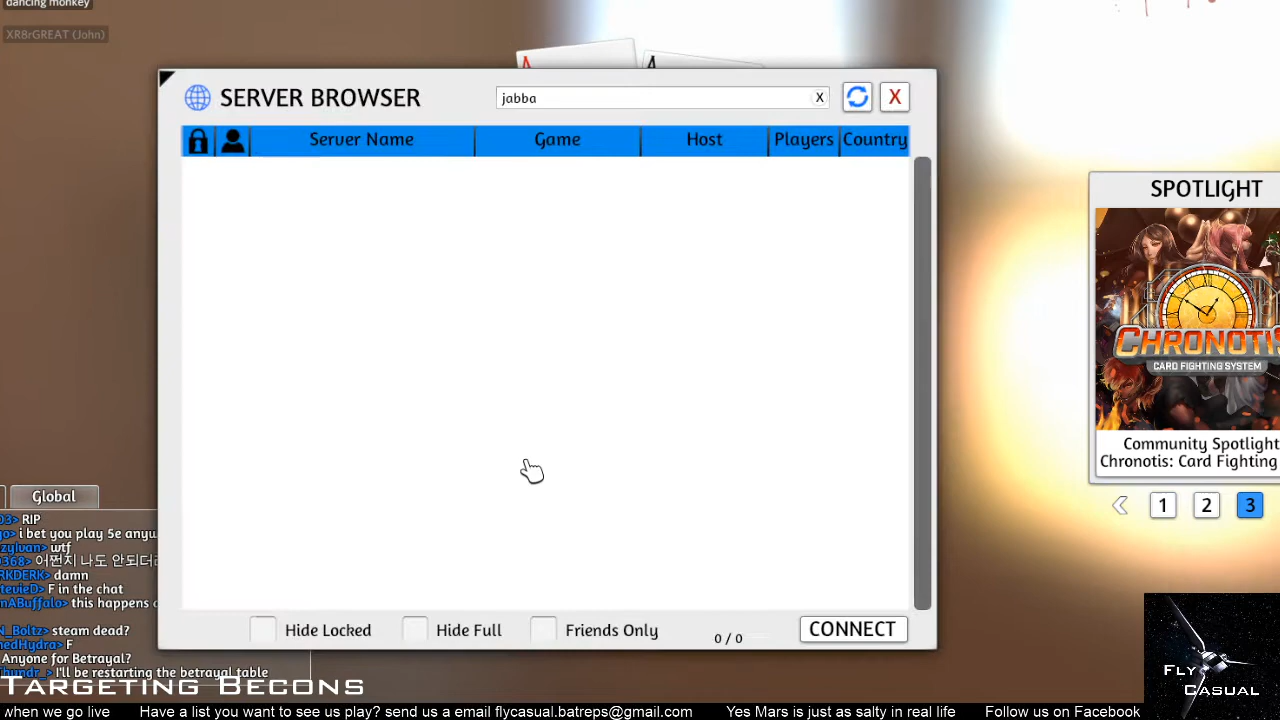 dancing monkey
XR8rGREAT (John)
SERVER BROWSER
jabba
X
X
Server Name
Game
Host
Players
Country
SPOTLIGHT
CHRONOTIS
CARD FIGHTING SYSTEM
Community Spotlight
Chronotis: Card Fighting
1
2
3
Global
RIP
i bet you play 5e anyw
wtf
어쩐지 나도 안되더
damn
F in the chat
this happens
steam dead?
F
Anyone for Betrayal?
I'll be restarting the betrayal table
Hide Locked
Hide Full
Friends Only
0 / 0
CONNECT
TARGETING BECONS
FLY
CASUAL
when we go live
Have a list you want to see us play? send us a email flycasual.batreps@gmail.com
Yes Mars is just as salty in real life
Follow us on Facebook